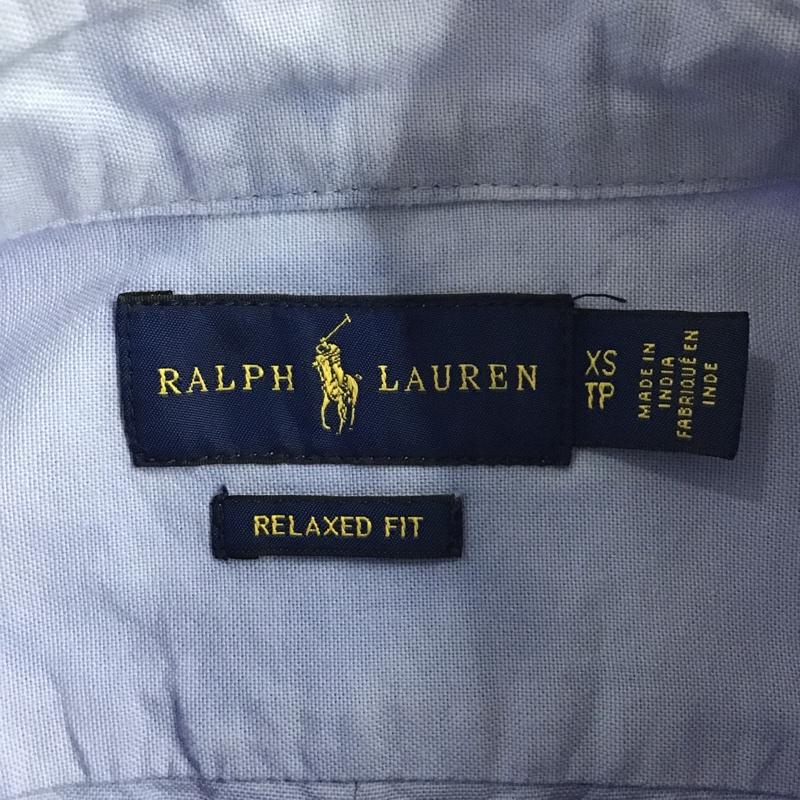 RALPH LAUREN
XS
TP
MADE IN
INDIA
FABRIQUÉ EN
INDE
RELAXED FIT